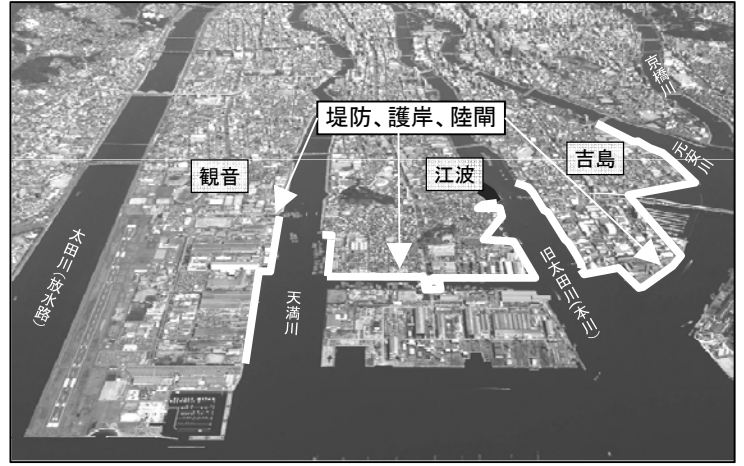 京橋川
堤防、護岸、陸閘
吉島
元安川
江波
観音
太田川(放水路)
旧太田川(本川)
天満川